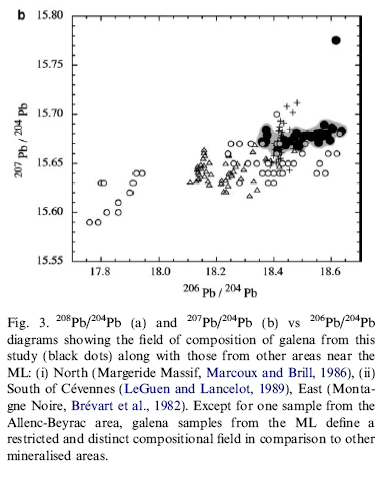 b
15.80
15.75
15.70
15.65
15.60
15.55
207Pb / 204Pb
17.8 18.0 18.2 18.4 18.6
206Pb / 204Pb
Fig. 3. 208Pb/204Pb (a) and 207Pb/204Pb (b) vs 206Pb/204Pb
diagrams showing the field of composition of galena from this
study (black dots) along with those from other areas near the
ML: (i) North (Margeride Massif, Marcoux and Brill, 1986), (ii)
South of Cévennes (LeGuen and Lancelot, 1989), East (Monta-
gne Noire, Brévart et al., 1982). Except for one sample from the
Allenc-Beyrac area, galena samples from the ML define a
restricted and distinct compositional field in comparison to other
mineralised areas.